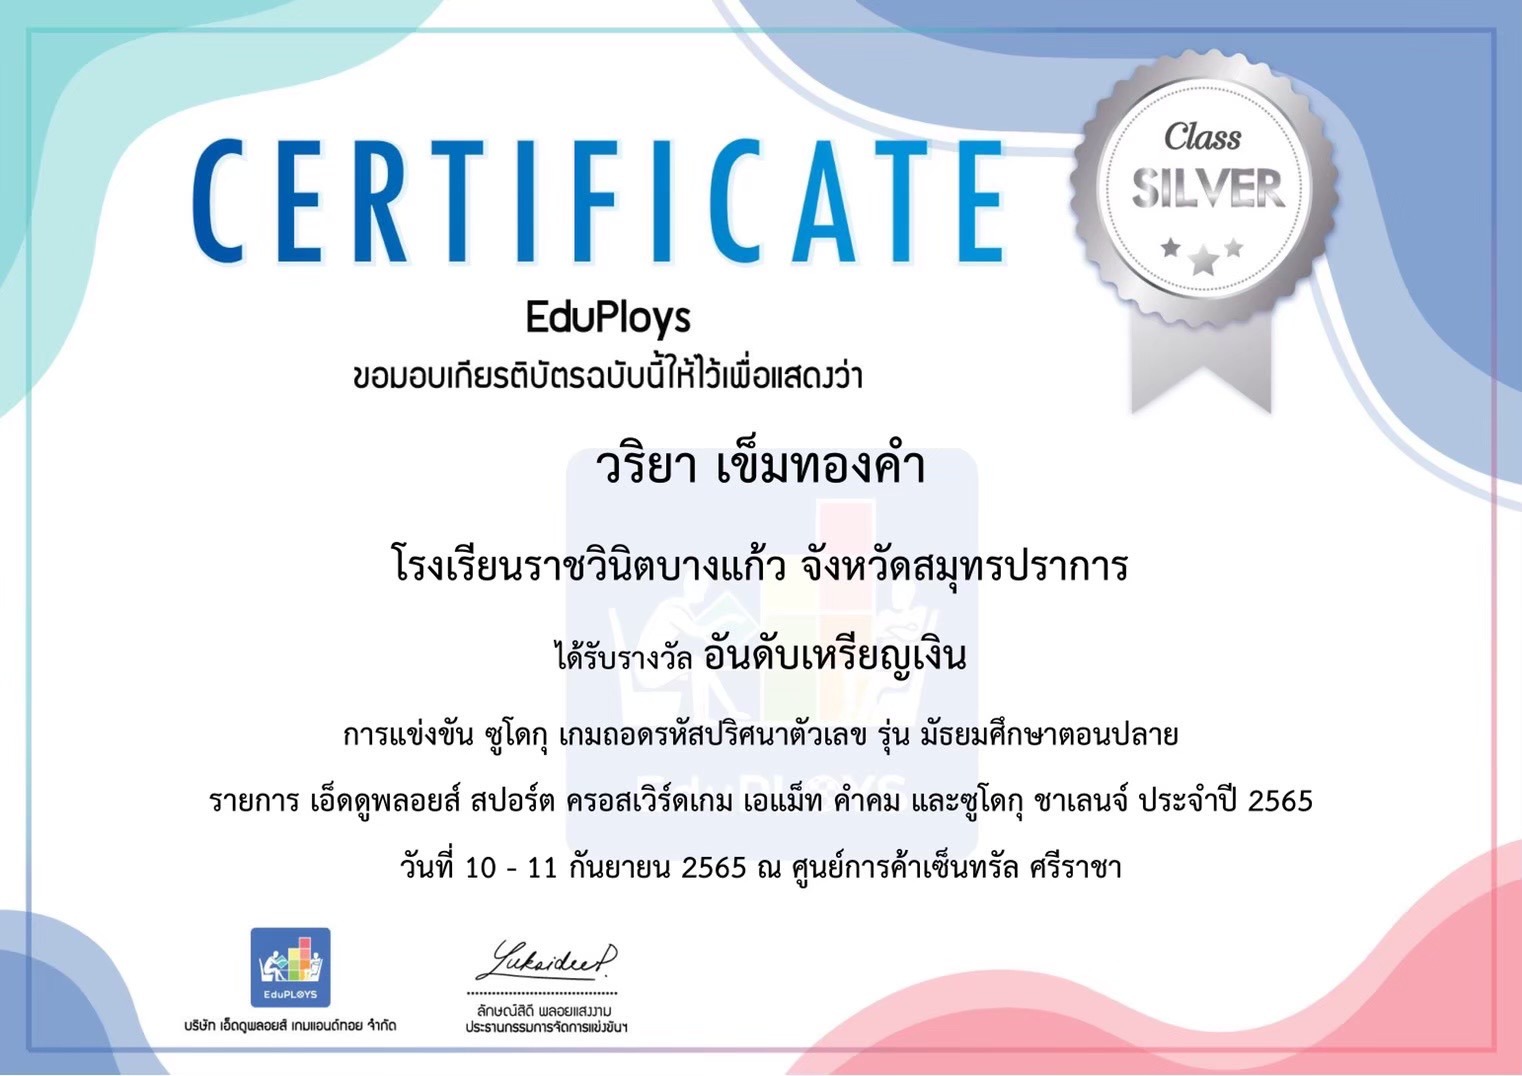 CERTIFICATE
Class
SILVER
EduPloys
ขอมอบเกียรติบัตรฉบับนี้ให้ไว้เพื่อแสดงว่า
วริยา เข็มทองคำ
โรงเรียนราชวินิตบางแก้ว จังหวัดสมุทรปราการ
ได้รับรางวัล อันดับเหรียญเงิน
การแข่งขัน ซูโดกุ เกมถอดรหัสปริศนาตัวเลข รุ่น มัธยมศึกษาตอนปลาย
รายการ เอ็ดดูพลอยส์ สปอร์ต ครอสเวิร์ดเกม เอแม็ท คำคม และซูโดกุ ชาเลนจ์ ประจำปี 2565
วันที่ 10 - 11 กันยายน 2565 ณ ศูนย์การค้าเซ็นทรัล ศรีราชา
EduPLOYS
EduPLOYS
บริษัท เอ็ดดูพลอยส์ เกมแอนด์ทอย จำกัด
ลักษณ์สิดี พลอยแสงงาม
ประธานกรรมการจัดการแข่งขันฯ